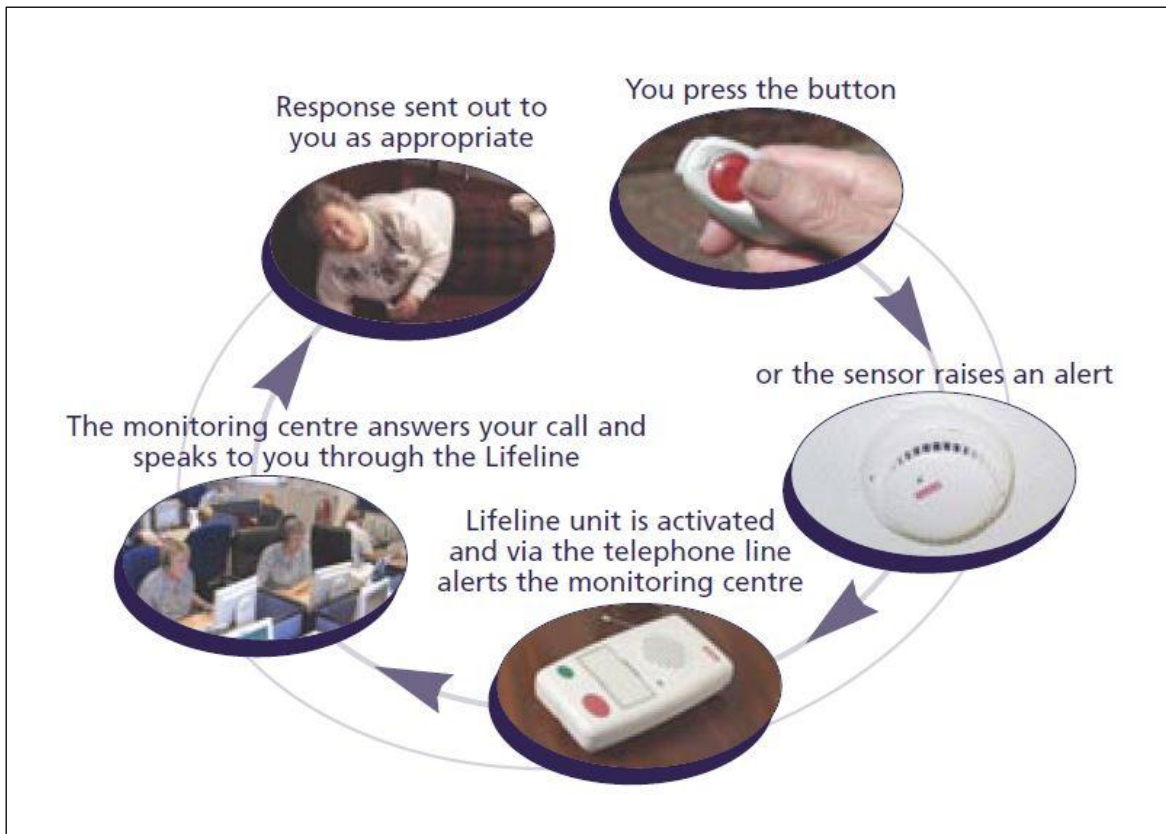 You press the button
or the sensor raises an alert
Lifeline unit is activated
and via the telephone line
alerts the monitoring centre
The monitoring centre answers your call and
speaks to you through the Lifeline
Response sent out to
you as appropriate